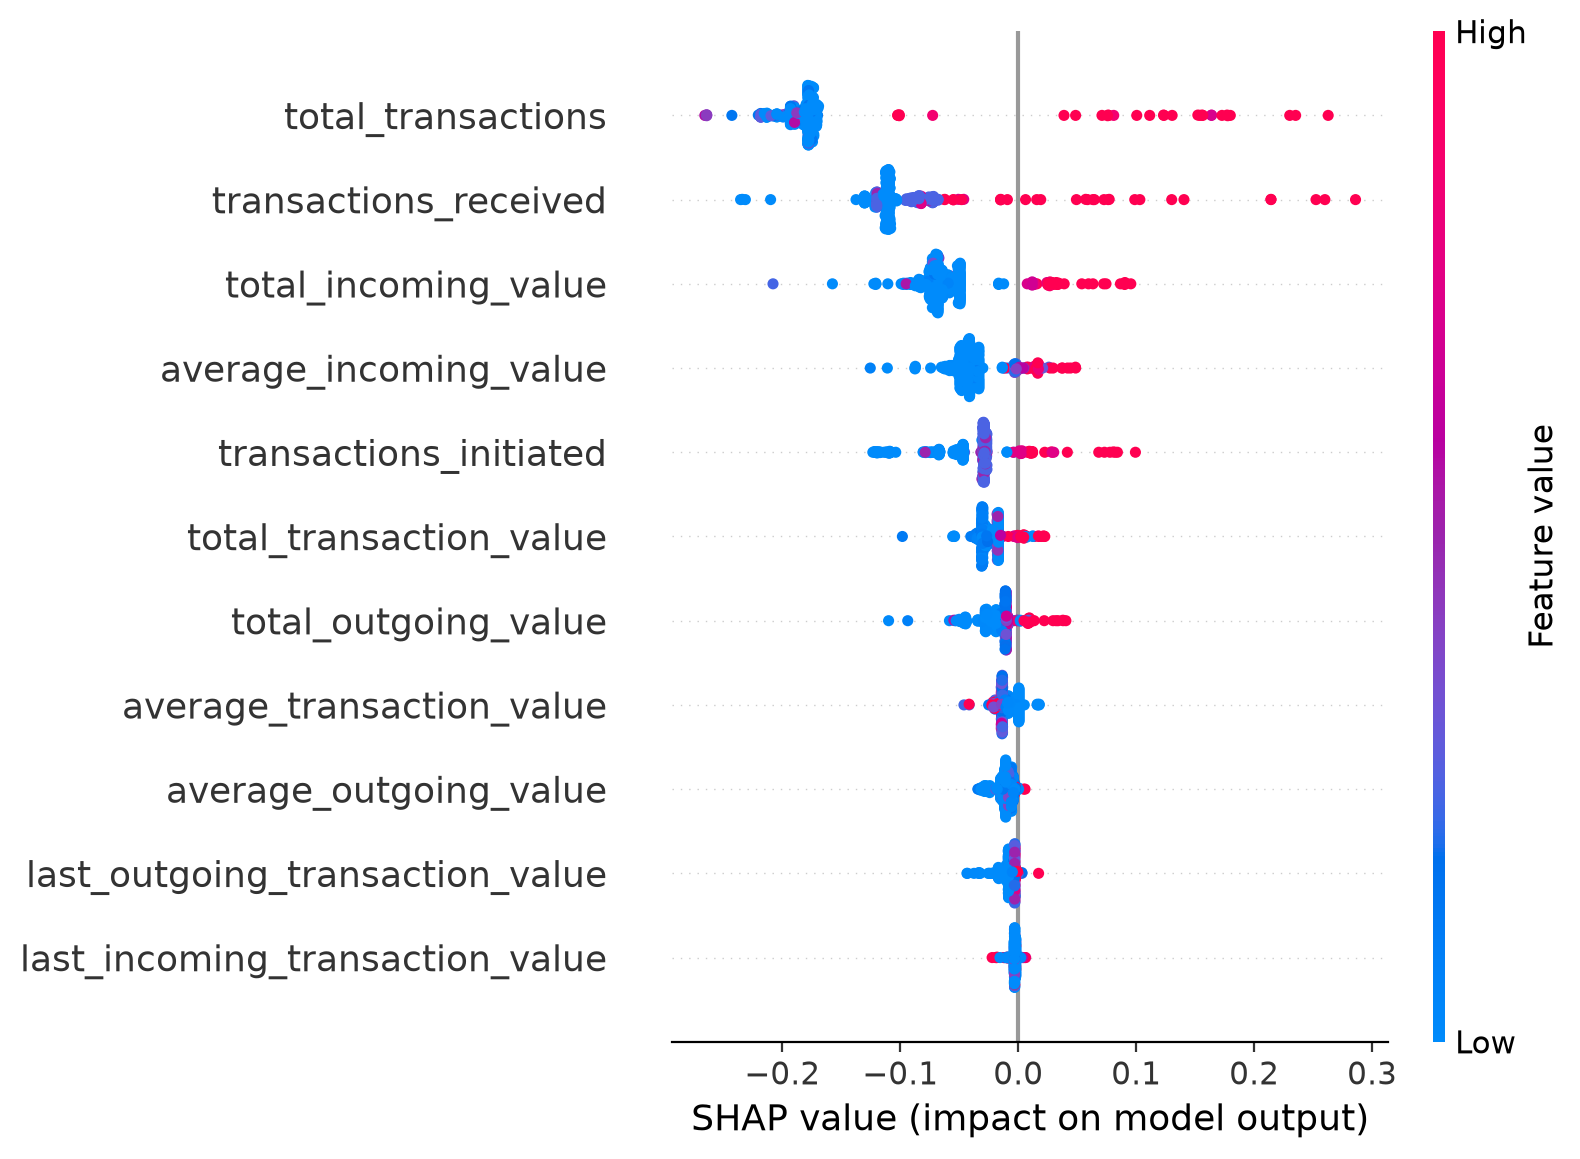 High
total_transactions
transactions_received
total_incoming_value
average_incoming_value
transactions_initiated
total_transaction_value
total_outgoing_value
average_transaction_value
average_outgoing_value
last_outgoing_transaction_value
last_incoming_transaction_value
Feature value
Low
−0.2 −0.1 0.0 0.1 0.2 0.3
SHAP value (impact on model output)